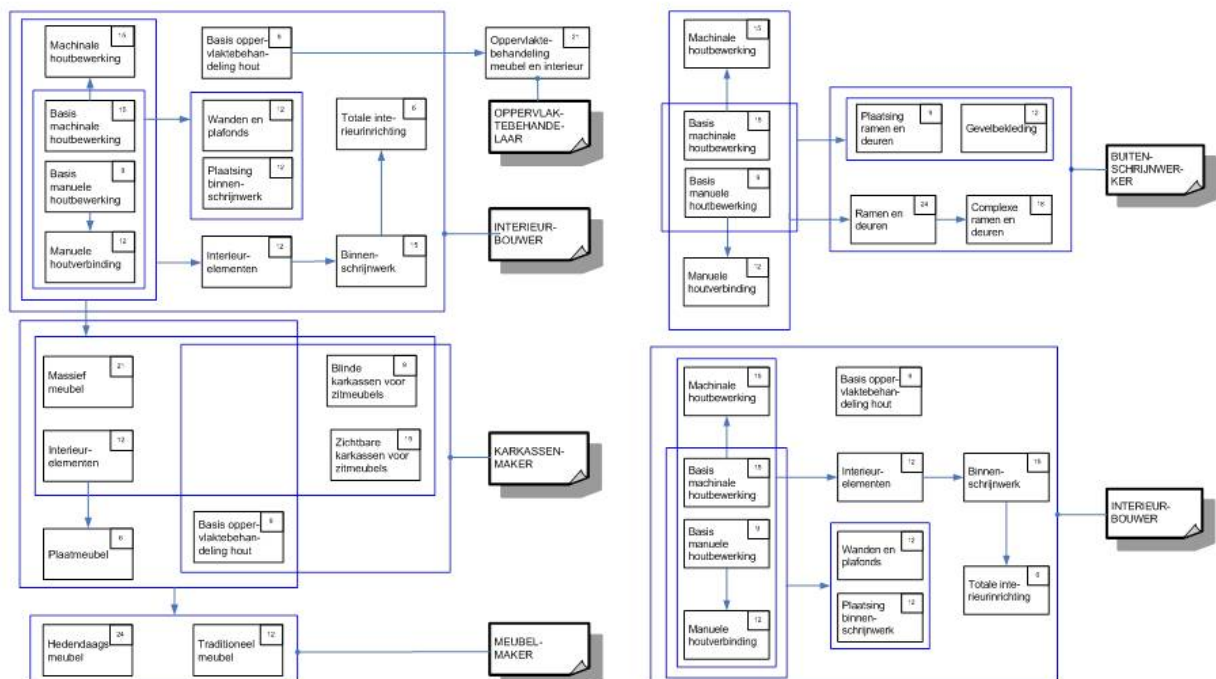 Machinale
houtbewerking
15
Basis
machinale
houtbewerking
15
Basis
manuele
houtbewerking
9
Manuele
houtverbinding
12
Basis opper-
vlaktebehan-
deling hout
Oppervlakte-
behandeling
meubel en interieur
21
OPPERVLAK-
TEBEHANDE-
LAAR
Wanden en
plafonds
12
Plaatsing
binnen-
schrijnwerk
12
Totale inte-
rieurinrichting
6
Interieur-
elementen
12
Binnen-
schrijnwerk
15
INTERIEUR-
BOUWER
Massief
meubel
21
Interieur-
elementen
12
Plaatmeubel
6
Blinde
karkassen voor
zitmeubels
9
Zichtbare
karkassen voor
zitmeubels
15
Basis opper-
vlaktebehan-
deling hout
KARKASSEN-
MAKER
Hedendaags
meubel
24
Traditioneel
meubel
12
MEUBEL-
MAKER
Machinale
houtbewerking
15
Basis
machinale
houtbewerking
Basis
manuele
houtbewerking
9
Manuele
houtverbinding
12
Plaatsing
ramen en
deuren
9
Gevelbekleding
12
Ramen en
deuren
24
Complexe
ramen en
deuren
BUITEN-
SCHRIJNWER-
KER
Machinale
houtbewerking
15
Basis
machinale
houtbewerking
Basis
manuele
houtbewerking
9
Manuele
houtverbinding
12
Basis opper-
vlaktebehan-
deling hout
Interieur-
elementen
12
Binnen-
schrijnwerk
15
Wanden en
plafonds
12
Plaatsing
binnen-
schrijnwerk
12
Totale inte-
rieurinrichting
6
INTERIEUR-
BOUWER